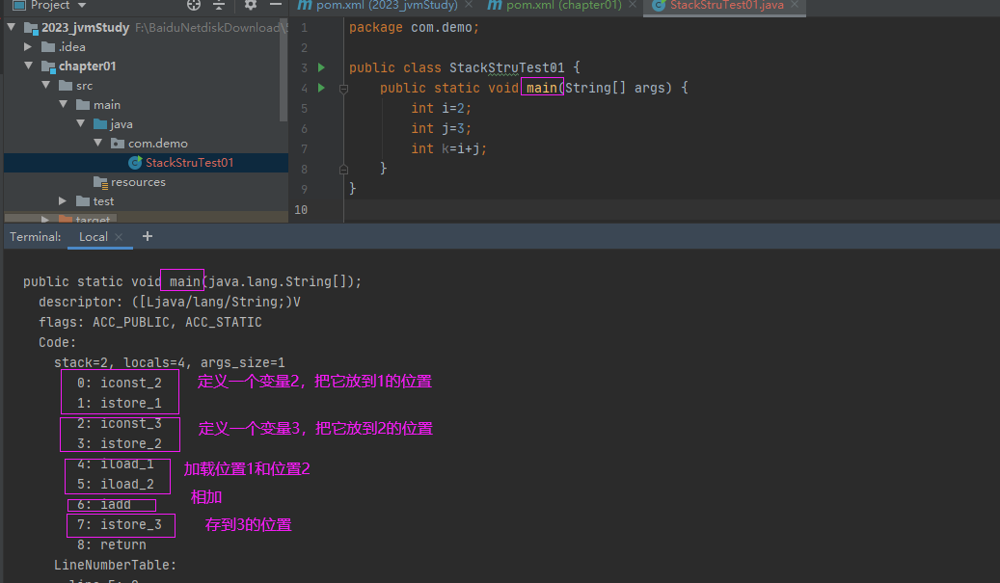 Project
pom.xml (2023_jvmStudy)
pom.xml (chapter01)
StackStruTest01.java
2023_jvmStudy F:\BaiduNetdiskDownload\
.idea
chapter01
src
main
java
com.demo
StackStruTest01
resources
test
target
1 package com.demo;
2
3 public class StackStruTest01 {
4 public static void main(String[] args) {
5 int i=2;
6 int j=3;
7 int k=i+j;
8 }
9 }
10
Terminal: Local
public static void main(java.lang.String[]);
descriptor: ([Ljava/lang/String;)V
flags: ACC_PUBLIC, ACC_STATIC
Code:
stack=2, locals=4, args_size=1
0: iconst_2 定义一个变量2，把它放到1的位置
1: istore_1
2: iconst_3 定义一个变量3，把它放到2的位置
3: istore_2
4: iload_1 加载位置1和位置2
5: iload_2
相加
6: iadd
7: istore_3 存到3的位置
8: return
LineNumberTable:
line 5: 0